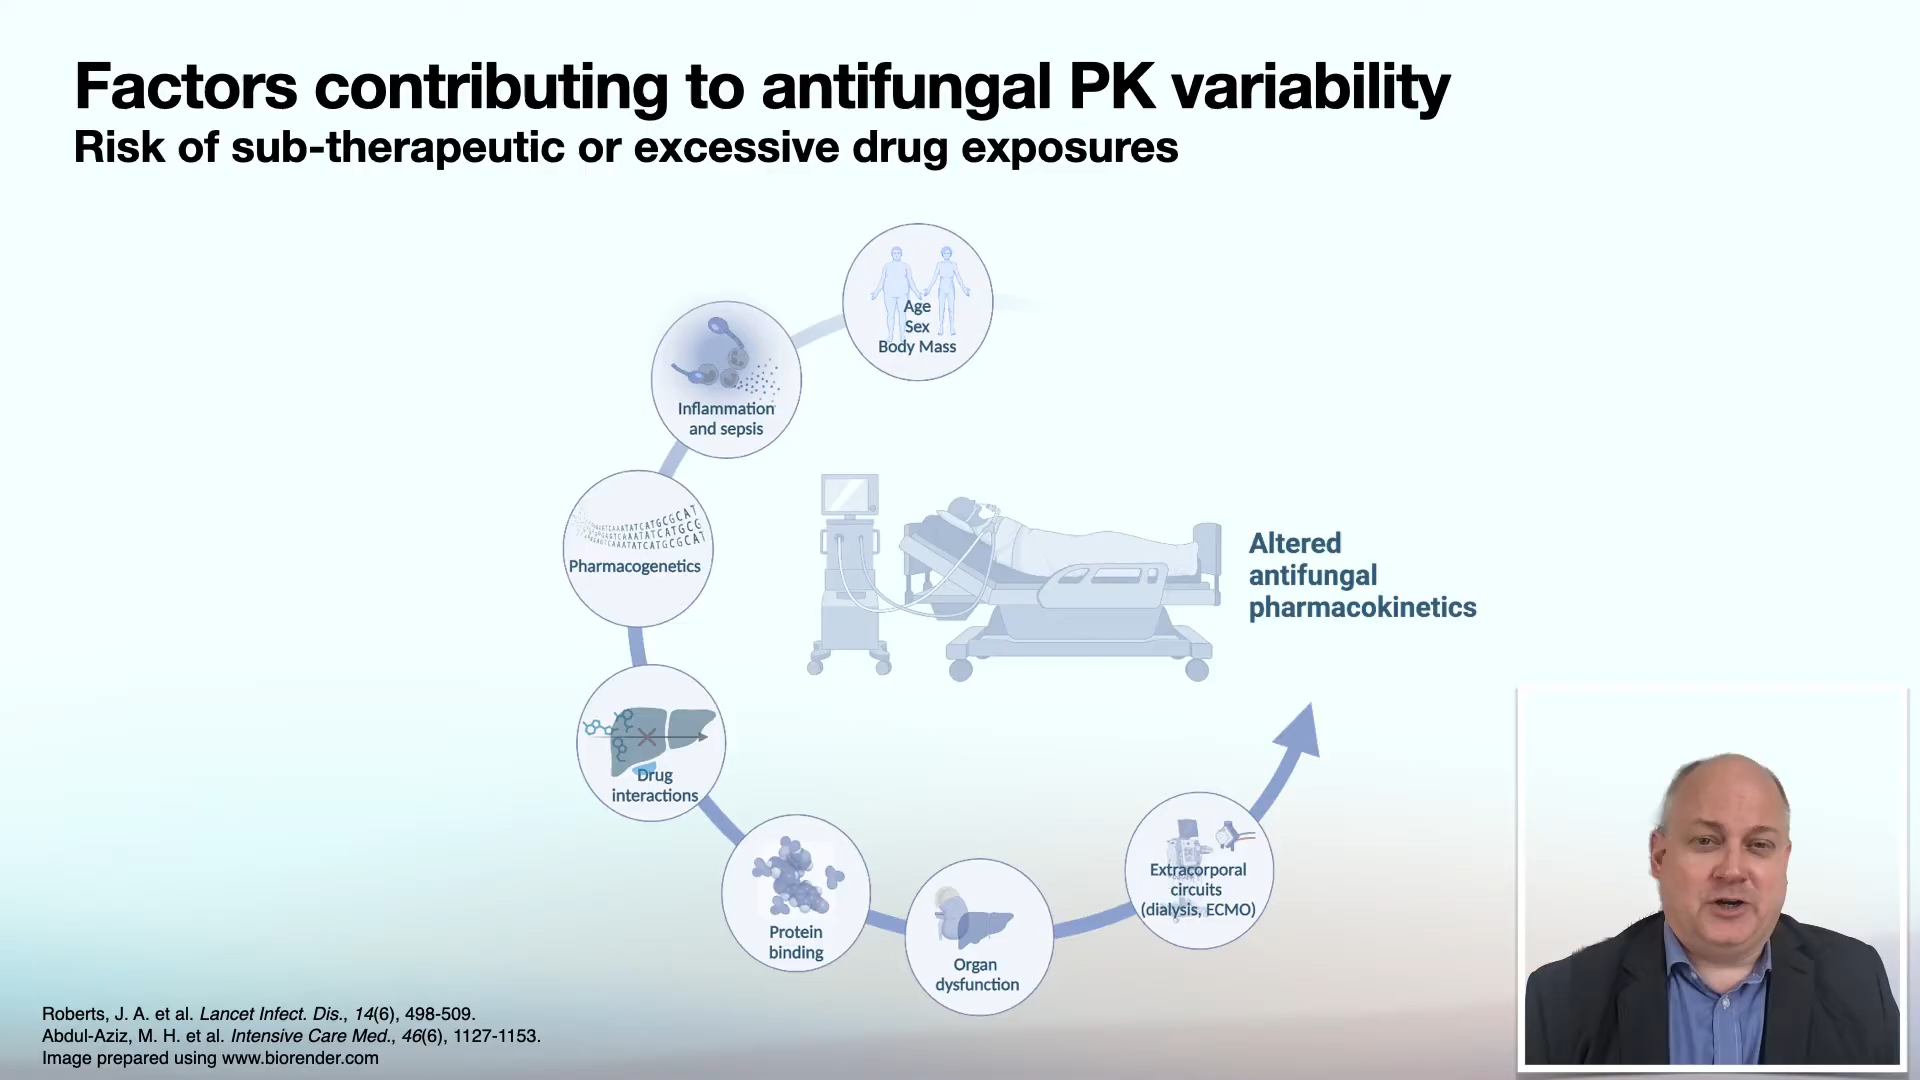 Factors contributing to antifungal PK variability
Risk of sub-therapeutic or excessive drug exposures
Age
Sex
Body Mass
Inflammation
and sepsis
Pharmacogenetics
Drug
interactions
Protein
binding
Organ
dysfunction
Extracorporal
circuits
(dialysis, ECMO)
Altered
antifungal
pharmacokinetics
Roberts, J. A. et al. Lancet Infect. Dis., 14(6), 498-509.
Abdul-Aziz, M. H. et al. Intensive Care Med., 46(6), 1127-1153.
Image prepared using www.biorender.com